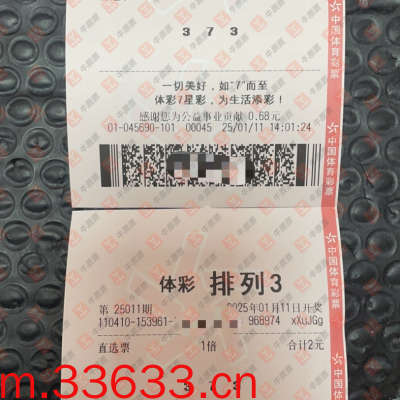 3 7 3
一切美好，如“7”而至
体彩7星彩，为生活添彩！
感谢您为公益事业贡献 0.68元
01-045690-101 00045 25/01/11 14:01:24
中国体育彩票
中国体育彩票
体彩 排列3
第 25011期 2025年01月11日开奖
110410-153961- 968974 xXuJGg
直选票 1倍 合计2元
中国体育彩票
m.33633.cn